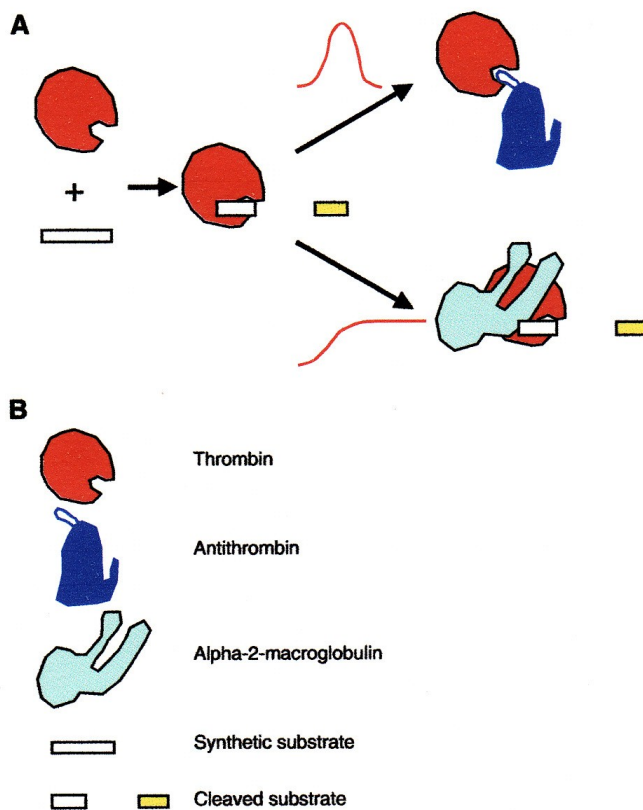 A
+
B
Thrombin
Antithrombin
Alpha-2-macroglobulin
Synthetic substrate
Cleaved substrate